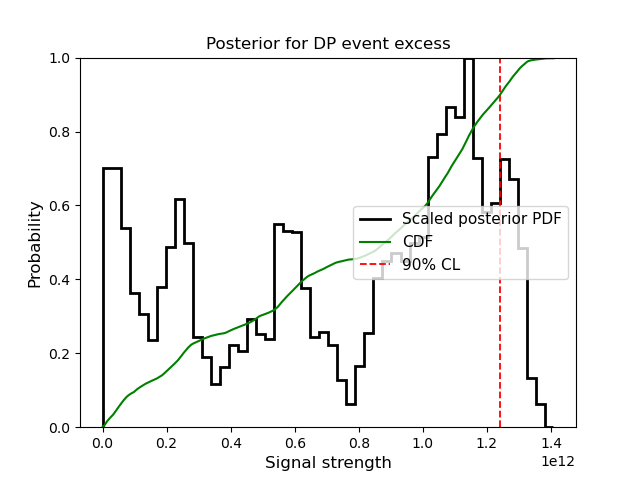 Posterior for DP event excess
1.0
0.8
0.6
0.4
0.2
0.0
Probability
Scaled posterior PDF
CDF
90% CL
0.0 0.2 0.4 0.6 0.8 1.0 1.2 1.4
1e12
Signal strength